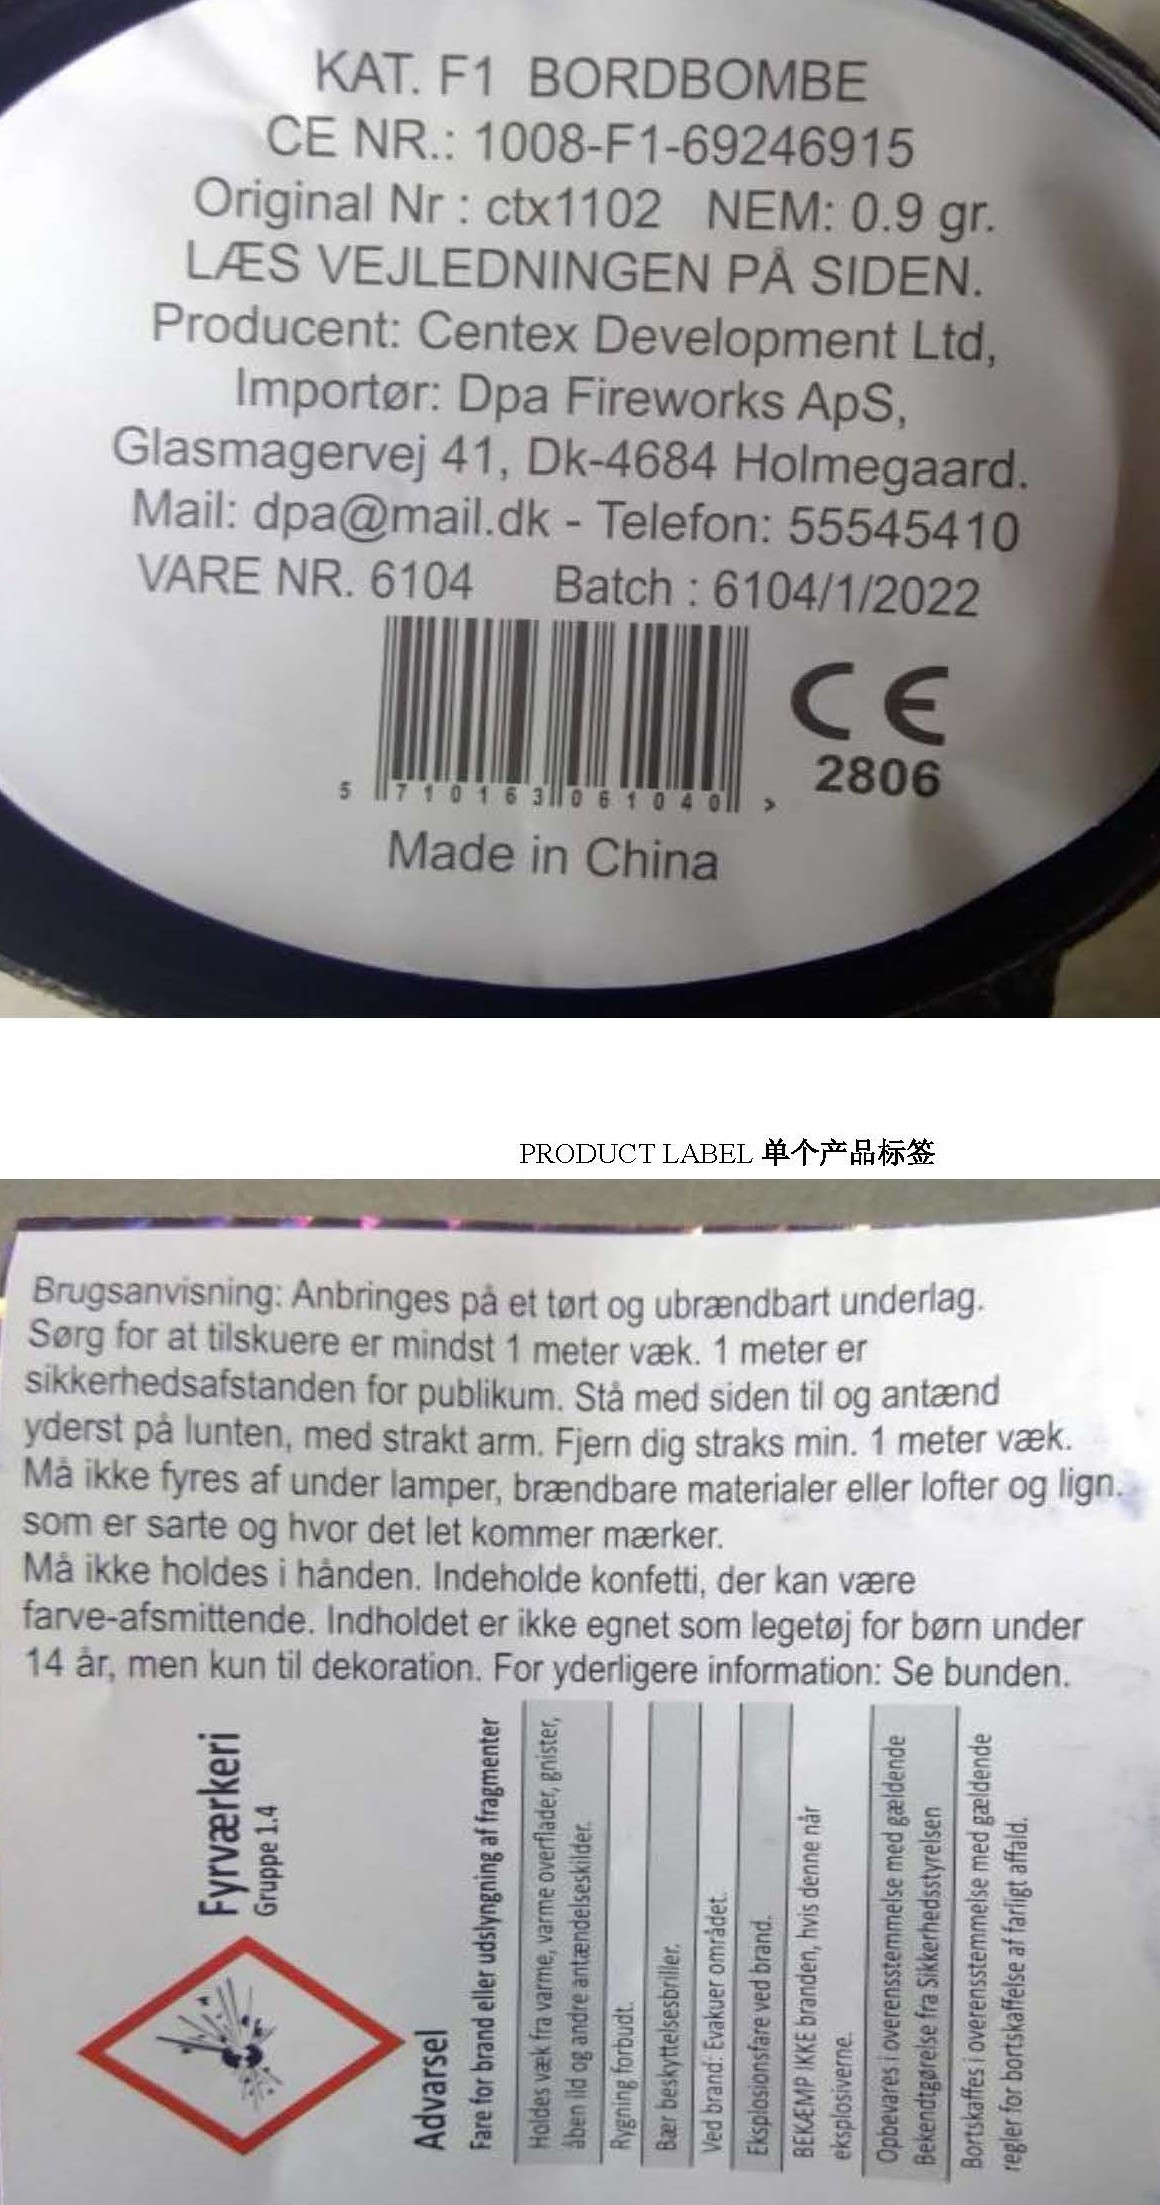 KAT. F1 BORDBOMBE
CE NR.: 1008-F1-69246915
Original Nr : ctx1102 NEM: 0.9 gr.
LÆS VEJLEDNINGEN PÅ SIDEN.
Producent: Centex Development Ltd,
Importør: Dpa Fireworks ApS,
Glasmagervej 41, Dk-4684 Holmegaard.
Mail: dpa@mail.dk - Telefon: 55545410
VARE NR. 6104 Batch : 6104/1/2022
CE
2806
5 710163 061040 >
Made in China
PRODUCT LABEL 单个产品标签
Brugsanvisning: Anbringes på et tørt og ubrændbart underlag.
Sørg for at tilskuere er mindst 1 meter væk. 1 meter er
sikkerhedsafstanden for publikum. Stå med siden til og antænd
yderst på lunten, med strakt arm. Fjern dig straks min. 1 meter væk.
Må ikke fyres af under lamper, brændbare materialer eller lofter og lign.
som er sarte og hvor det let kommer mærker.
Må ikke holdes i hånden. Indeholde konfetti, der kan være
farve-afsmittende. Indholdet er ikke egnet som legetøj for børn under
14 år, men kun til dekoration. For yderligere information: Se bunden.
Fyrværkeri
Gruppe 1.4
Advarsel
Fare for brand eller udslyngning af fragmenter
Holdes væk fra varme, varme overflader, gnister,
åben ild og andre antændelseskilder.
Rygning forbudt.
Bær beskyttelsesbriller.
Ved brand: Evakuer området.
Eksplosionsfare ved brand.
BEKÆMP IKKE branden, hvis denne når
eksplosiverne.
Opbevares i overensstemmelse med gældende
Bekendtgørelse fra Sikkerhedsstyrelsen
Bortskaffes i overensstemmelse med gældende
regler for bortskaffelse af farligt affald.